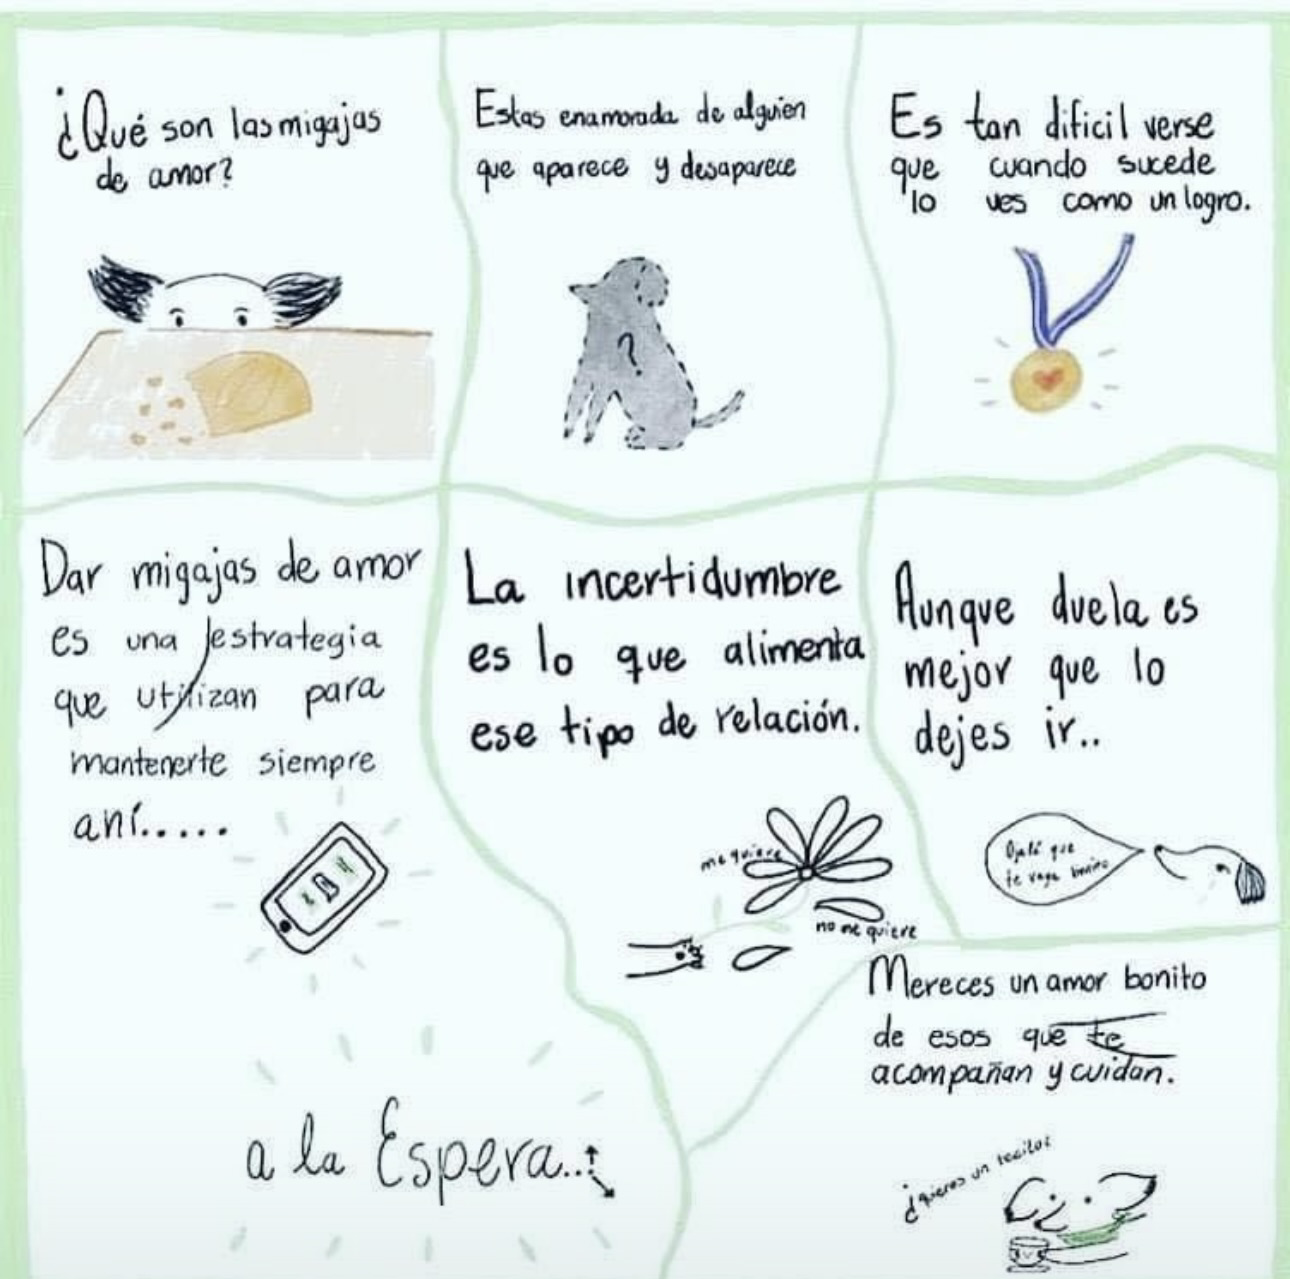 ¿Qué son las migajas
de amor?
Estas enamorada de alguien
que aparece y desaparece
?
Es tan dificil verse
que cuando sucede
lo ves como un logro.
Dar migajas de amor
es una estrategia
que utilizan para
mantenerte siempre
ahí.....
a la Espera...
La incertidumbre
es lo que alimenta
ese tipo de relación.
me quiere
no me quiere
Aunque duela es
mejor que lo
dejes ir..
Ojalá que
te vaya bonito
Mereces un amor bonito
de esos que te
acompañan y cuidan.
¿quieres un tecito?